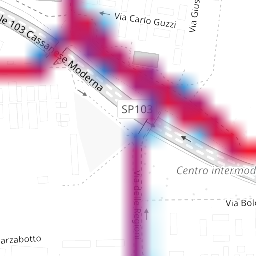 Via Carlo Guzzi
Via Gius
le 103 Cassanese Moderna
SP103
Centro intermod
Via Bolo
arzabotto